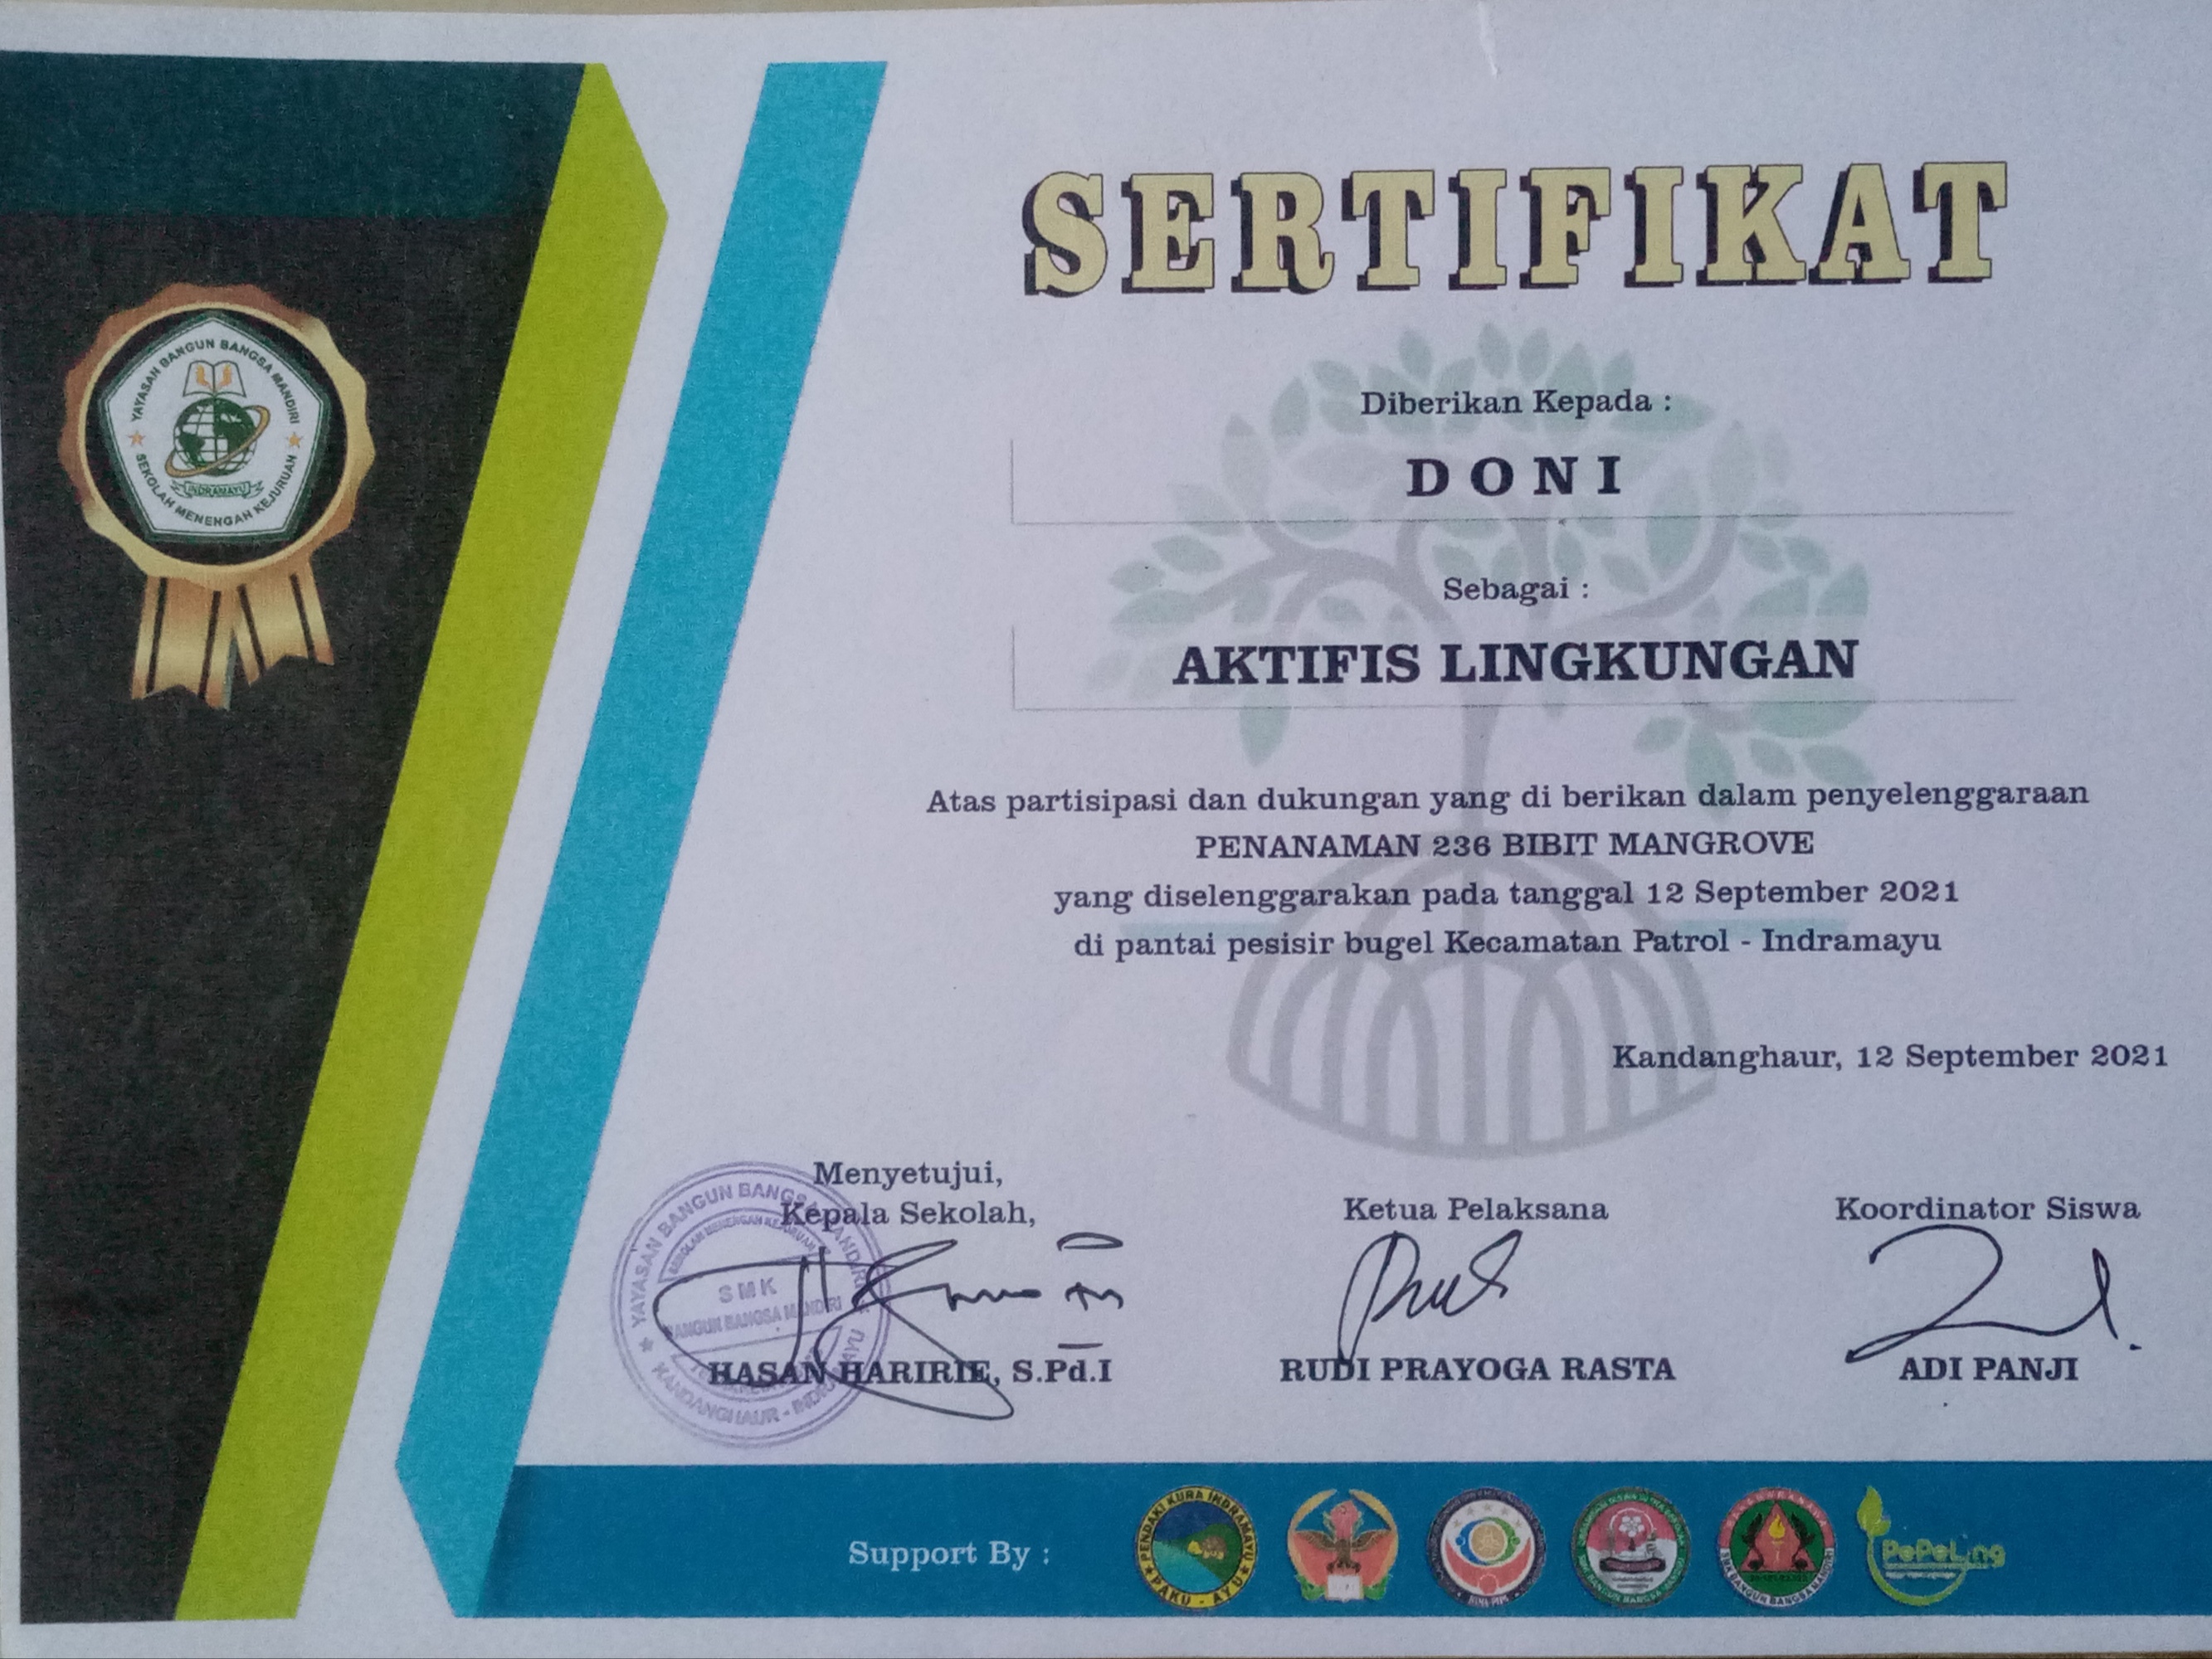 SERTIFIKAT
YAYASAN BANGUN BANGSA MANDIRI
INDRAMAYU
SEKOLAH MENENGAH KEJURUAN
Diberikan Kepada :
DONI
Sebagai :
AKTIFIS LINGKUNGAN
Atas partisipasi dan dukungan yang di berikan dalam penyelenggaraan
PENANAMAN 236 BIBIT MANGROVE
yang diselenggarakan pada tanggal 12 September 2021
di pantai pesisir bugel Kecamatan Patrol - Indramayu
Kandanghaur, 12 September 2021
Menyetujui,
Kepala Sekolah,
Ketua Pelaksana
Koordinator Siswa
YAYASAN BANGUN BANGSA MANDIRI
SEKOLAH MENENGAH KEJURUAN
SMK
BANGUN BANGSA MANDIRI
KANDANGHAUR - INDRAMAYU
HASAN HARIRIE, S.Pd.I
RUDI PRAYOGA RASTA
ADI PANJI
Support By :
PENDAKI KURA INDRAMAYU
PAKU - AYU
PePeLing